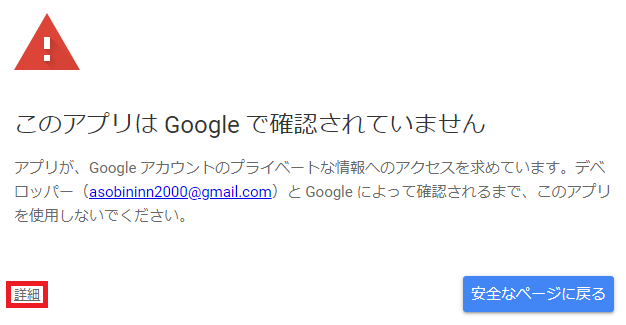 このアプリは Google で確認されていません
アプリが、Google アカウントのプライベートな情報へのアクセスを求めています。デベ
ロッパー（asobininn2000@gmail.com）と Google によって確認されるまで、このアプリ
を使用しないでください。
詳細
安全なページに戻る